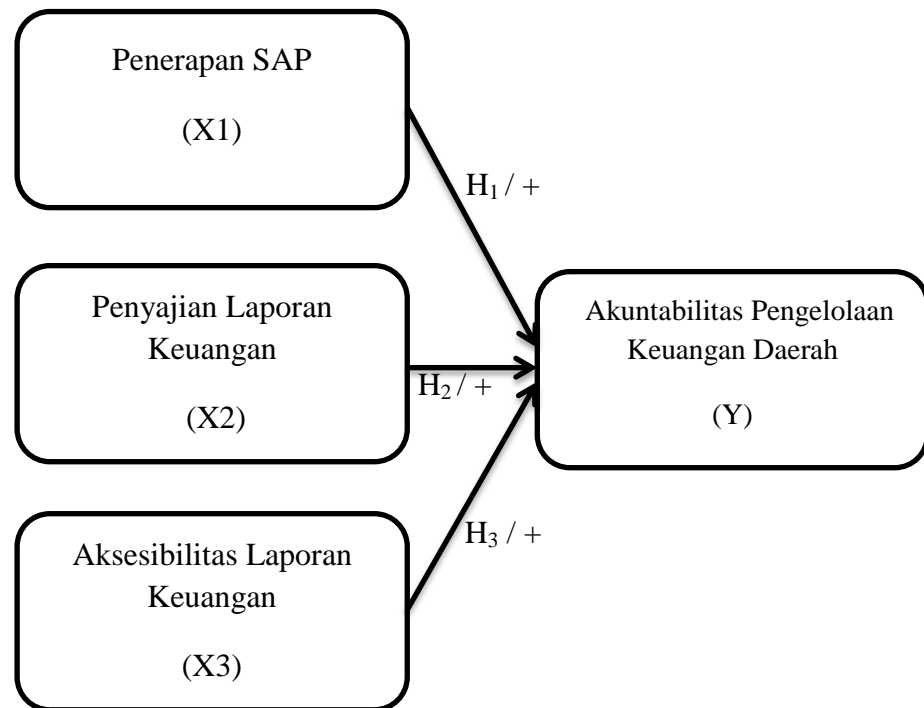 Penerapan SAP
(X1)
H₁ / +
Penyajian Laporan
Keuangan
(X2)
H₂ / +
Akuntabilitas Pengelolaan
Keuangan Daerah
(Y)
Aksesibilitas Laporan
Keuangan
(X3)
H₃ / +